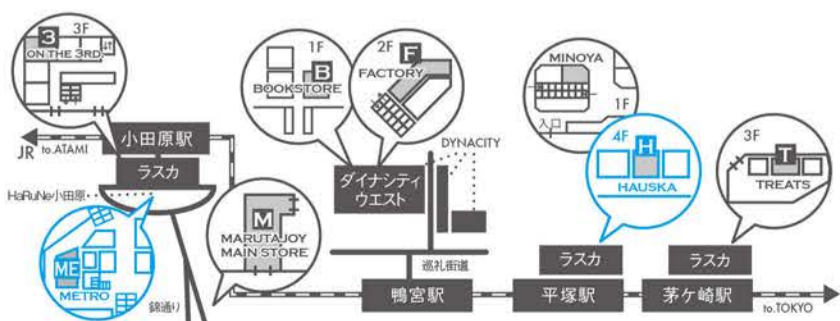 3F
3
ON THE 3RD
JR to.ATAMI
小田原駅
ラスカ
HaRuNe小田原
ME
METRO
錦通り
M
MARUTAJOY
MAIN STORE
1F
B
BOOKSTORE
2F
F
FACTORY
DYNACITY
ダイナシティ
ウエスト
巡礼街道
鴨宮駅
MINOYA
1F
入口
4F
H
HAUSKA
ラスカ
平塚駅
3F
T
TREATS
ラスカ
茅ケ崎駅
to.TOKYO